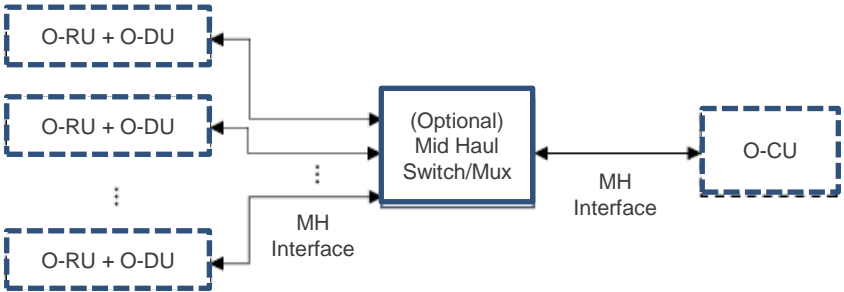 O-RU + O-DU
O-RU + O-DU
⋮
O-RU + O-DU
⋮
MH
Interface
(Optional)
Mid Haul
Switch/Mux
MH
Interface
O-CU